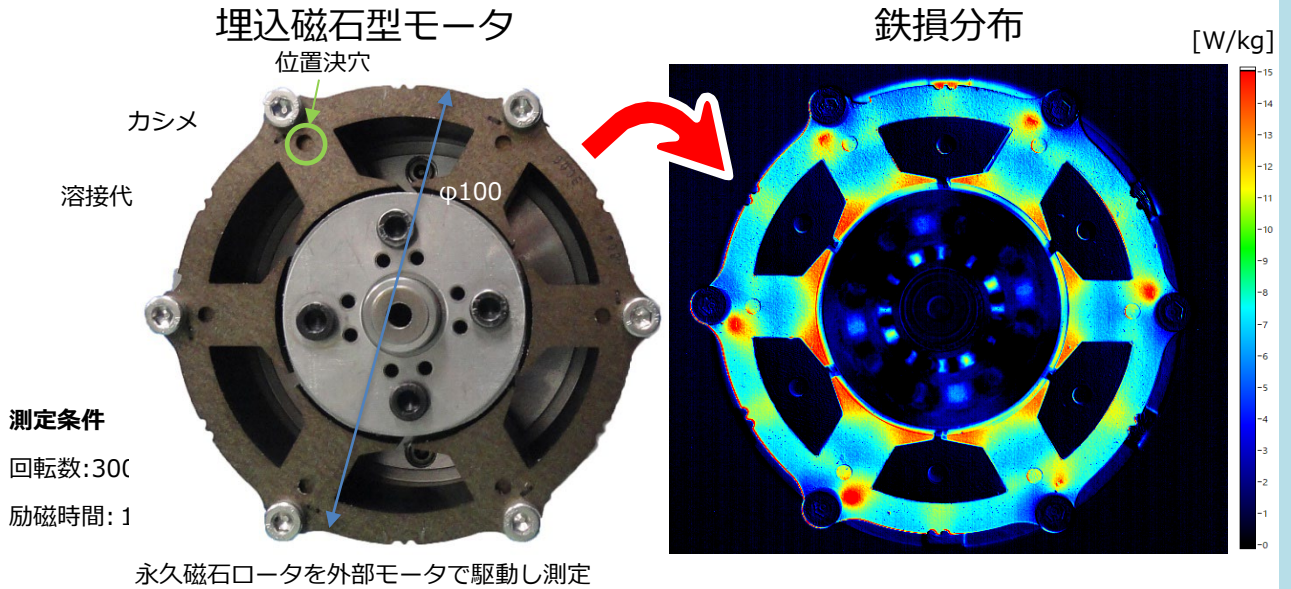 埋込磁石型モータ
鉄損分布
[W/kg]
位置決穴
カシメ
溶接代
φ100
測定条件
回転数:300
励磁時間: 1
永久磁石ロータを外部モータで駆動し測定
15
14
13
12
11
10
9
8
7
6
5
4
3
2
1
0